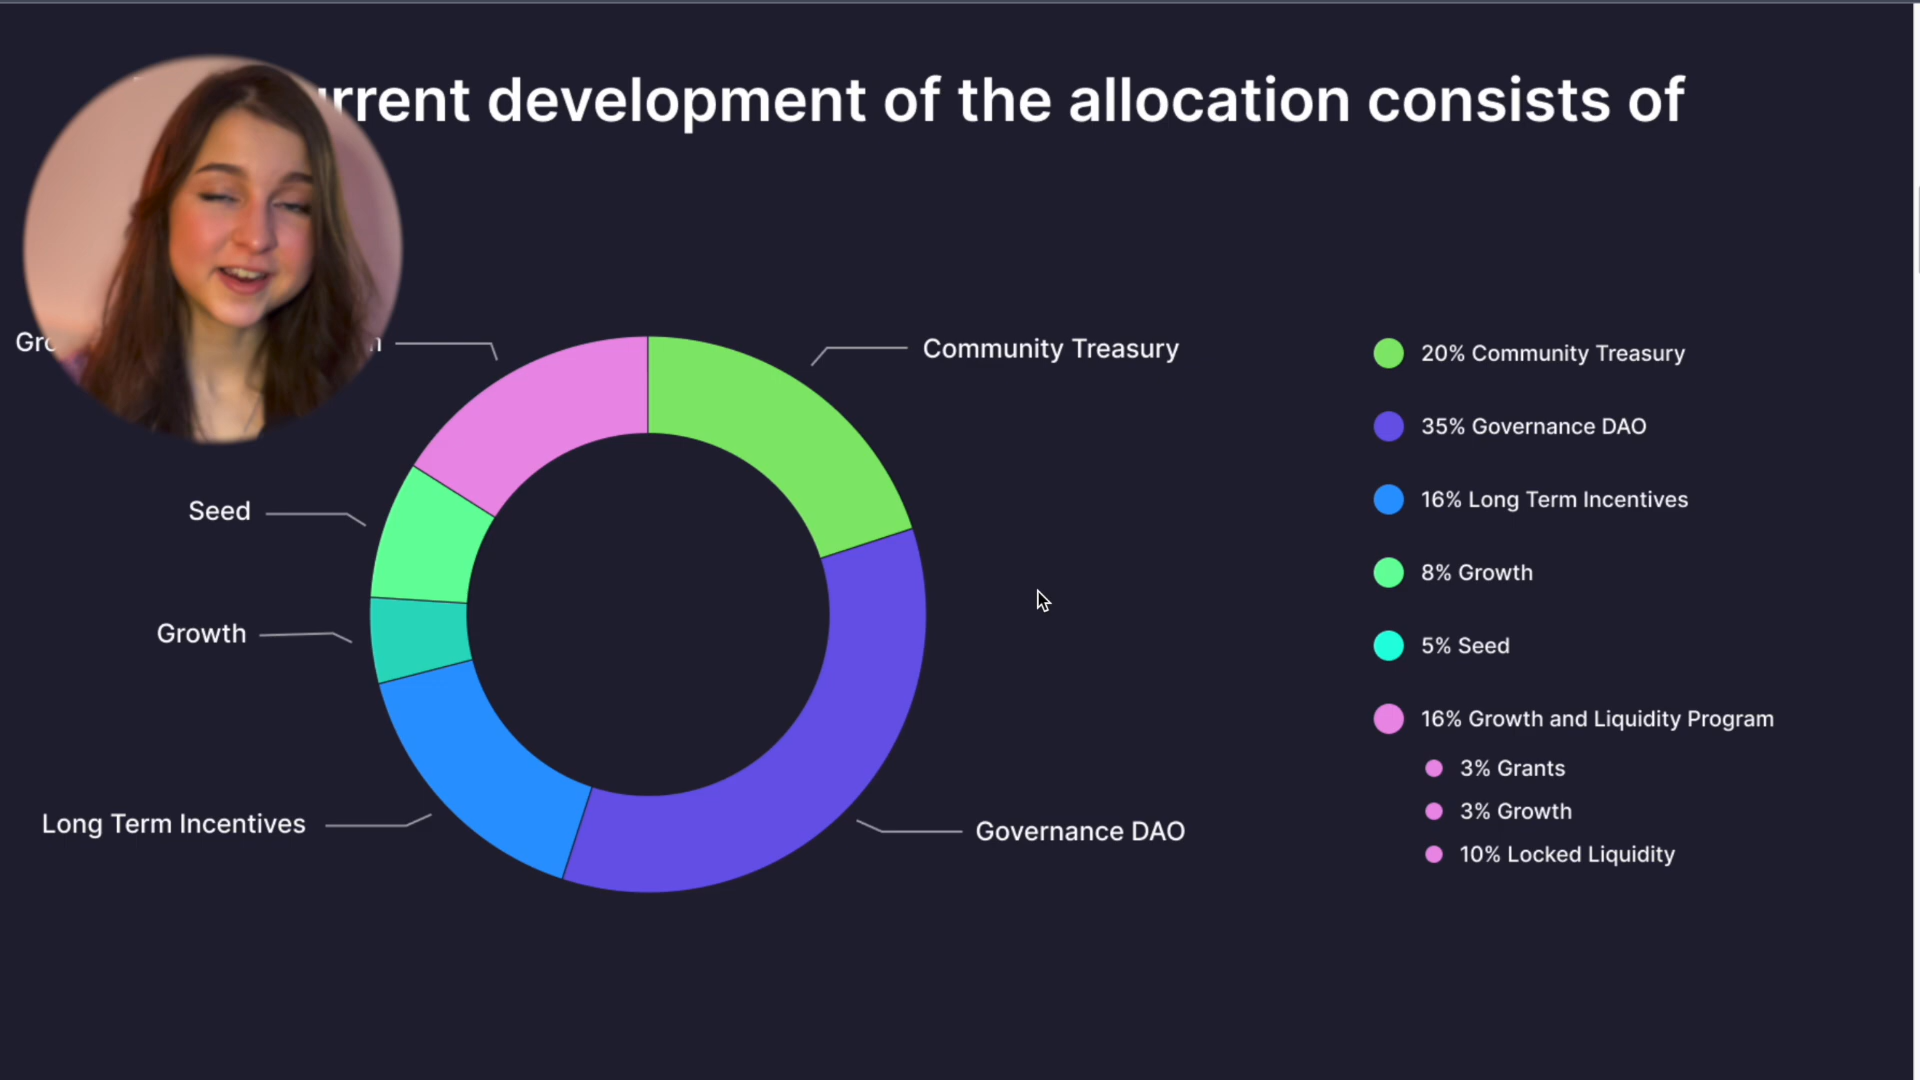 development of the allocation consists of
Community Treasury
Seed
Growth
Long Term Incentives
Governance DAO
20% Community Treasury
35% Governance DAO
16% Long Term Incentives
8% Growth
5% Seed
16% Growth and Liquidity Program
3% Grants
3% Growth
10% Locked Liquidity